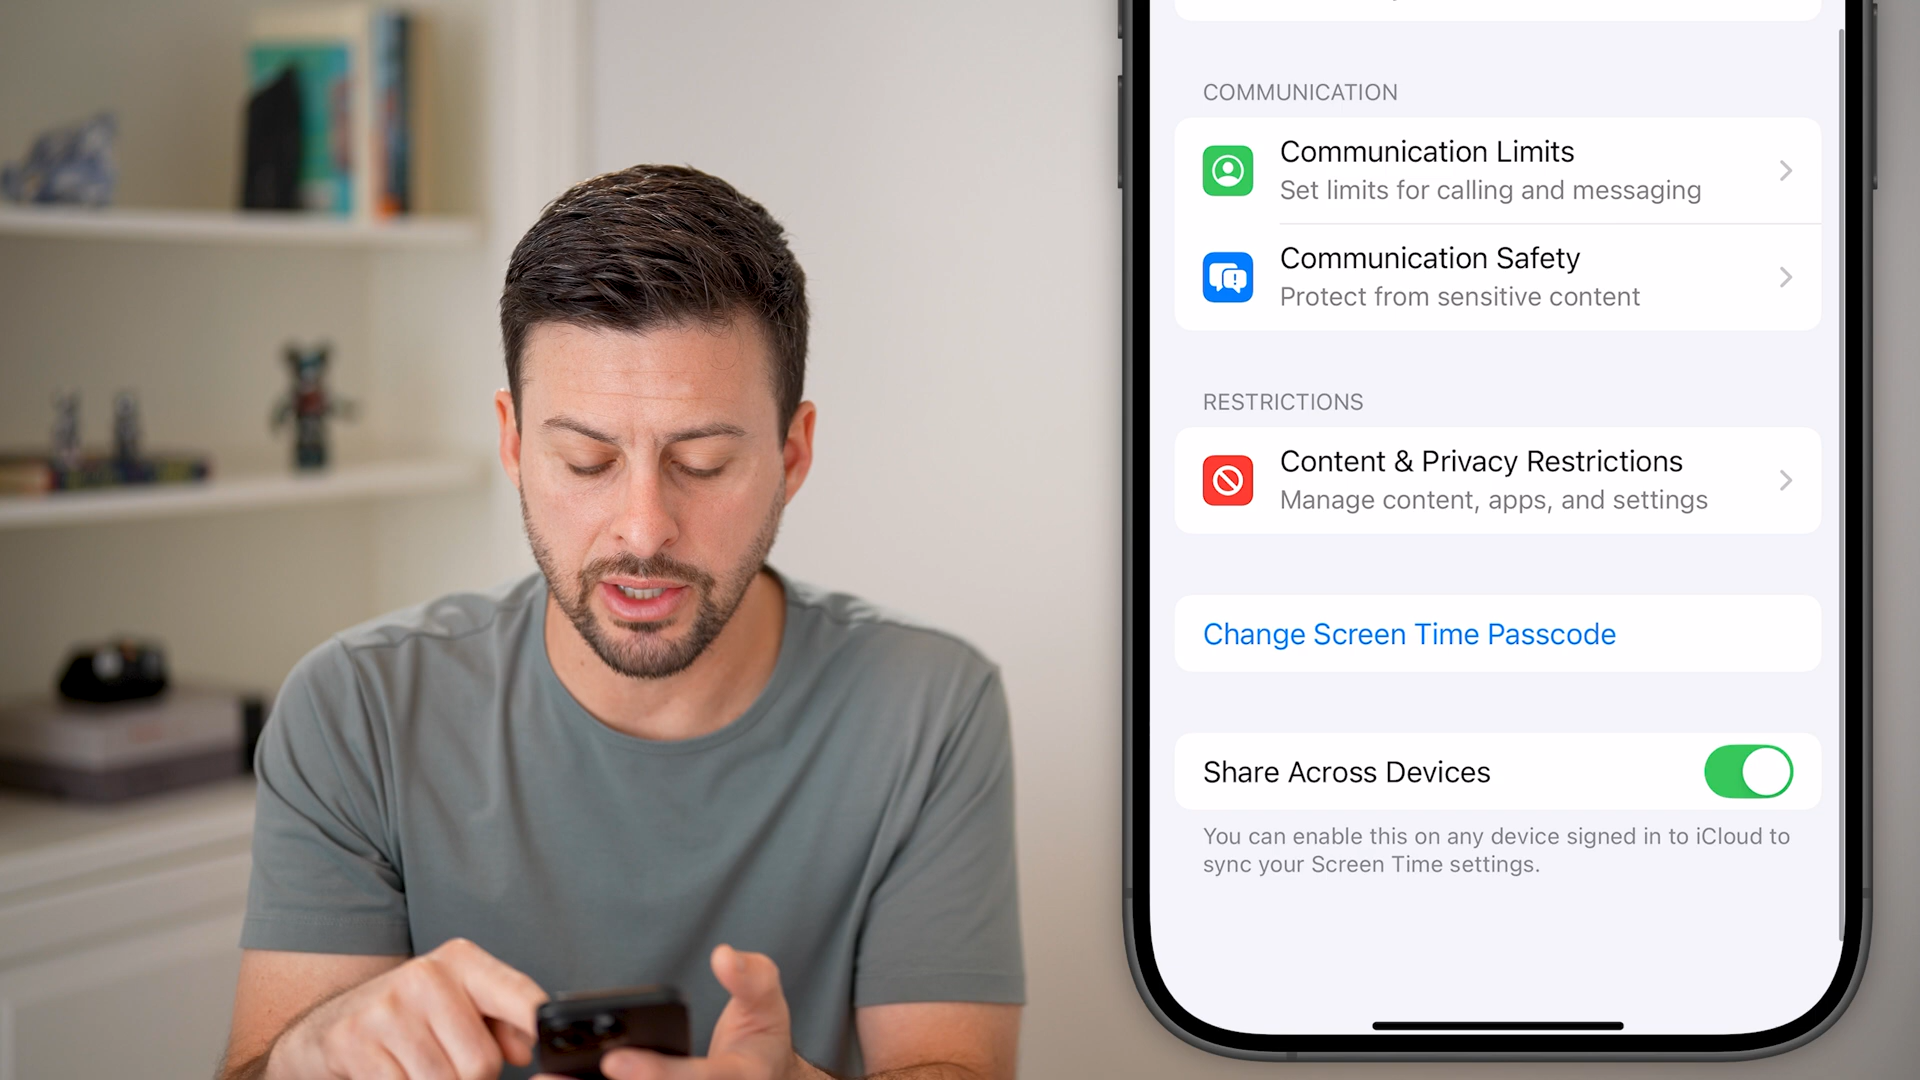 COMMUNICATION
Communication Limits
Set limits for calling and messaging
Communication Safety
Protect from sensitive content
RESTRICTIONS
Content & Privacy Restrictions
Manage content, apps, and settings
Change Screen Time Passcode
Share Across Devices
You can enable this on any device signed in to iCloud to
sync your Screen Time settings.